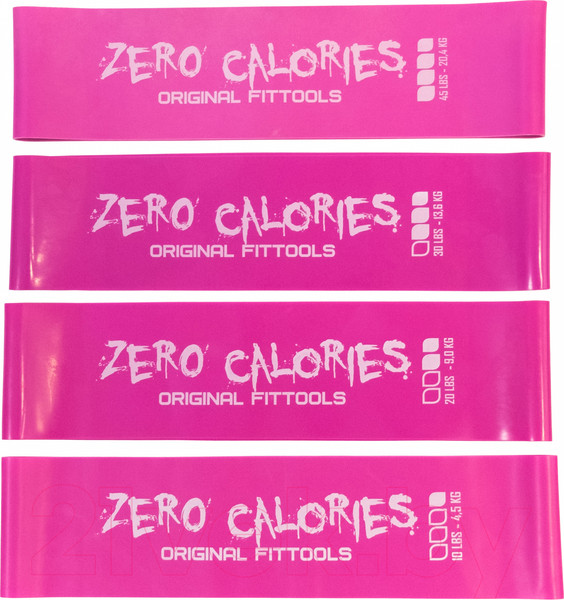 ZERO CALORIES
ORIGINAL FITTOOLS
45 LBS - 20,4 KG
ZERO CALORIES
ORIGINAL FITTOOLS
30 LBS - 13,6 KG
ZERO CALORIES
ORIGINAL FITTOOLS
20 LBS - 9,0 KG
ZERO CALORIES
ORIGINAL FITTOOLS
10 LBS - 4,5 KG